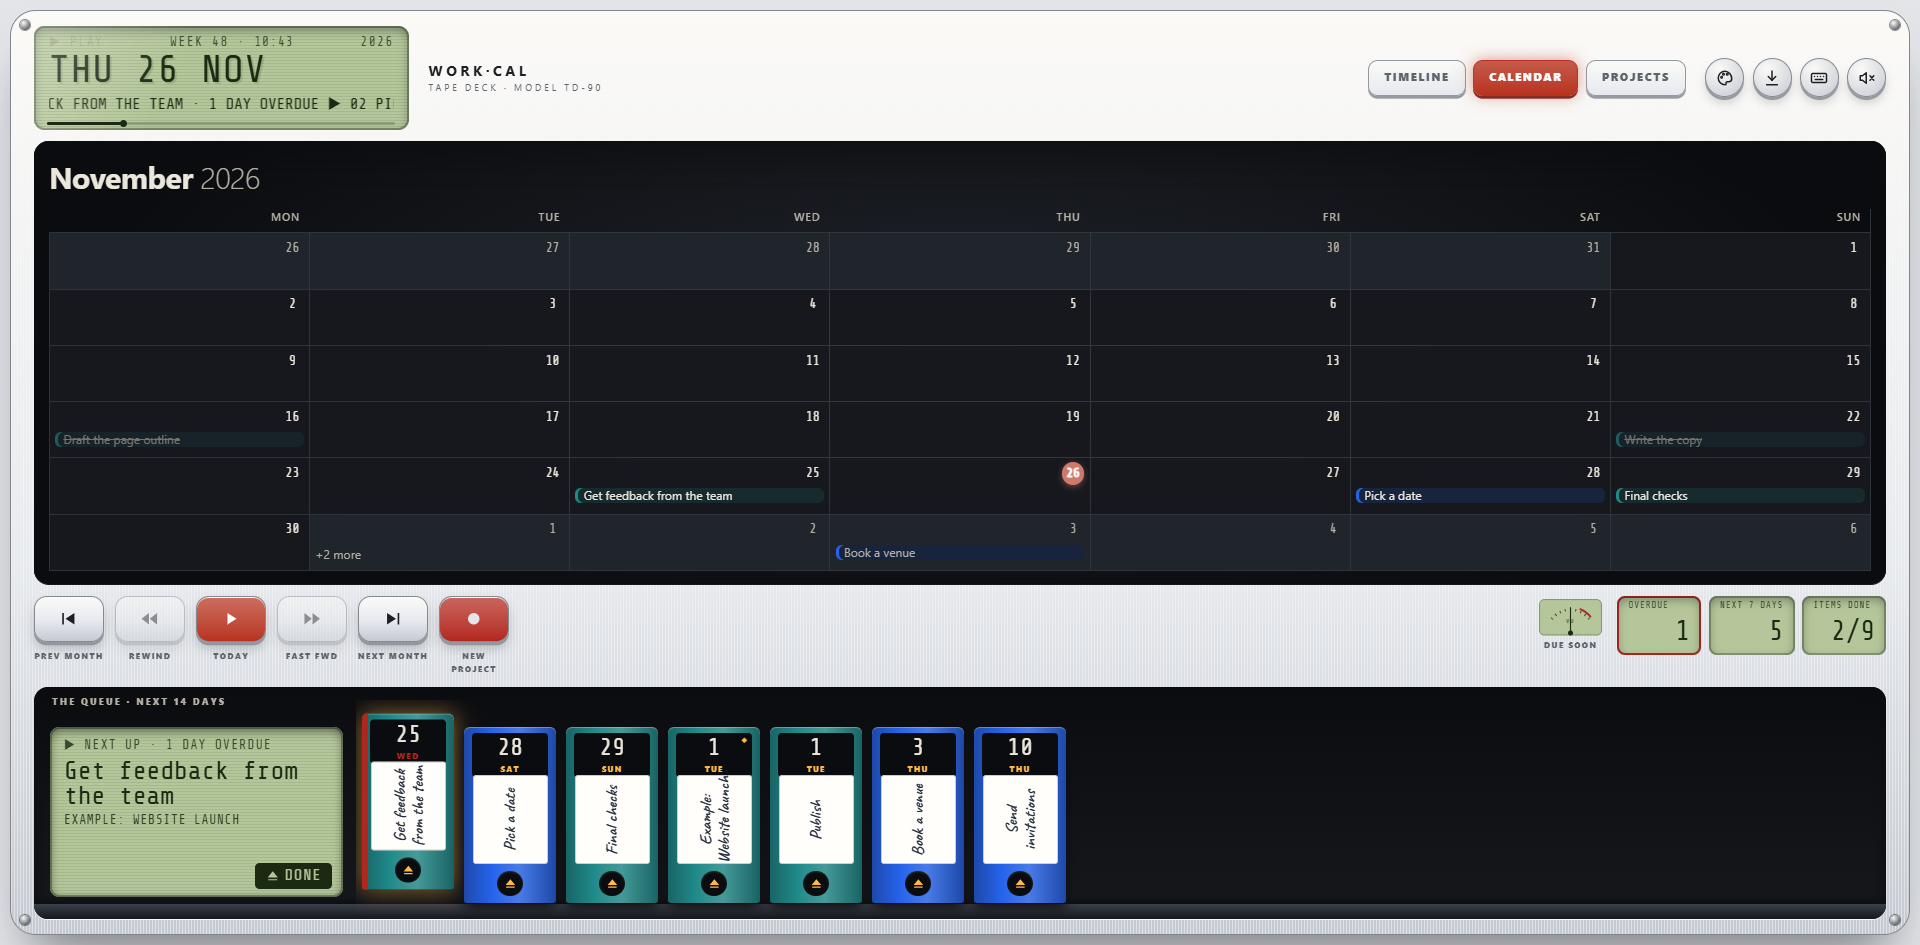 ▶ PLAY WEEK 48 · 10:43 2026
THU 26 NOV
CK FROM THE TEAM · 1 DAY OVERDUE ▶ 02 PI
WORK·CAL
TAPE DECK · MODEL TD-90
TIMELINE CALENDAR PROJECTS
November 2026
MON TUE WED THU FRI SAT SUN
26 27 28 29 30 31 1
2 3 4 5 6 7 8
9 10 11 12 13 14 15
16 17 18 19 20 21 22
Draft the page outline Write the copy
23 24 25 26 27 28 29
Get feedback from the team Pick a date Final checks
30 1 2 3 4 5 6
+2 more Book a venue
PREV MONTH REWIND TODAY FAST FWD NEXT MONTH NEW PROJECT
VU
DUE SOON
OVERDUE
1
NEXT 7 DAYS
5
ITEMS DONE
2/9
THE QUEUE · NEXT 14 DAYS
▶ NEXT UP · 1 DAY OVERDUE
Get feedback from
the team
EXAMPLE: WEBSITE LAUNCH
DONE
25
WED
Get feedback
from the team
28
SAT
Pick a date
29
SUN
Final checks
1
TUE
Example:
Website launch
1
TUE
Publish
3
THU
Book a venue
10
THU
Send
invitations